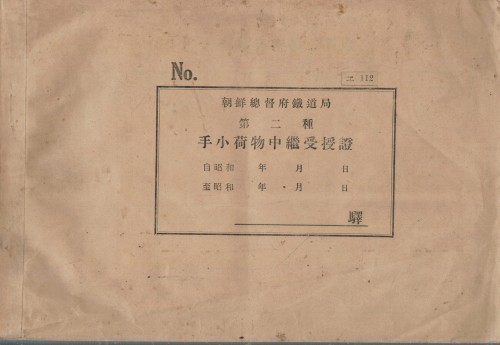 No.
二 112
朝鮮總督府鐵道局
第二種
手小荷物中繼受授證
自昭和 年 月 日
至昭和 年 月 日
驛